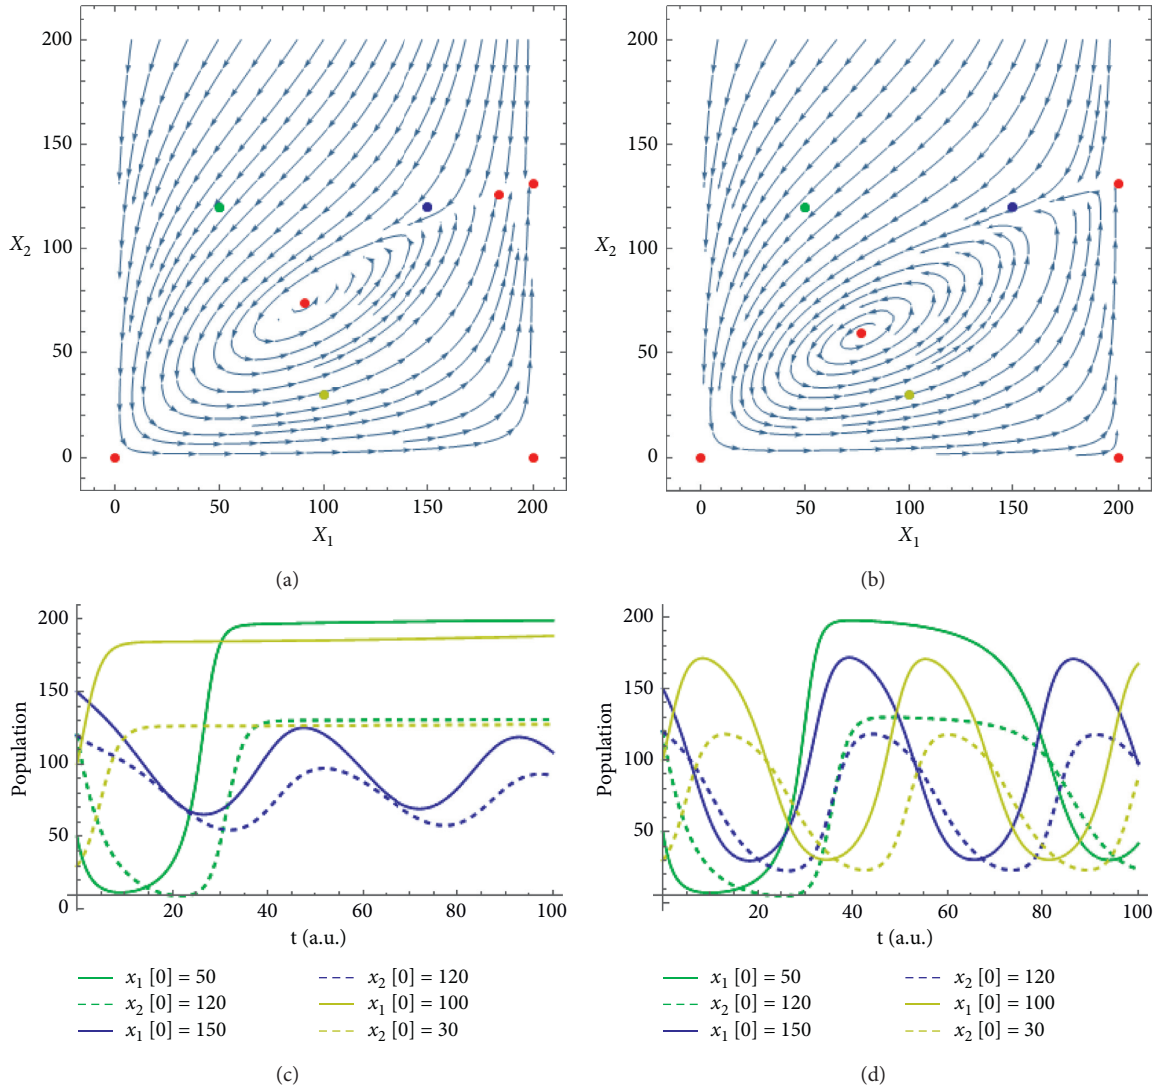 200
150
X2
100
50
0
0 50 100 150 200
X1
(a)
200
150
X2
100
50
0
0 50 100 150 200
X1
(b)
200
150
Population
100
50
0
20 40 60 80 100
t (a.u.)
x1 [0] = 50
x2 [0] = 120
x1 [0] = 150
x2 [0] = 120
x1 [0] = 100
x2 [0] = 30
(c)
200
150
Population
100
50
20 40 60 80 100
t (a.u.)
x1 [0] = 50
x2 [0] = 120
x1 [0] = 150
x2 [0] = 120
x1 [0] = 100
x2 [0] = 30
(d)